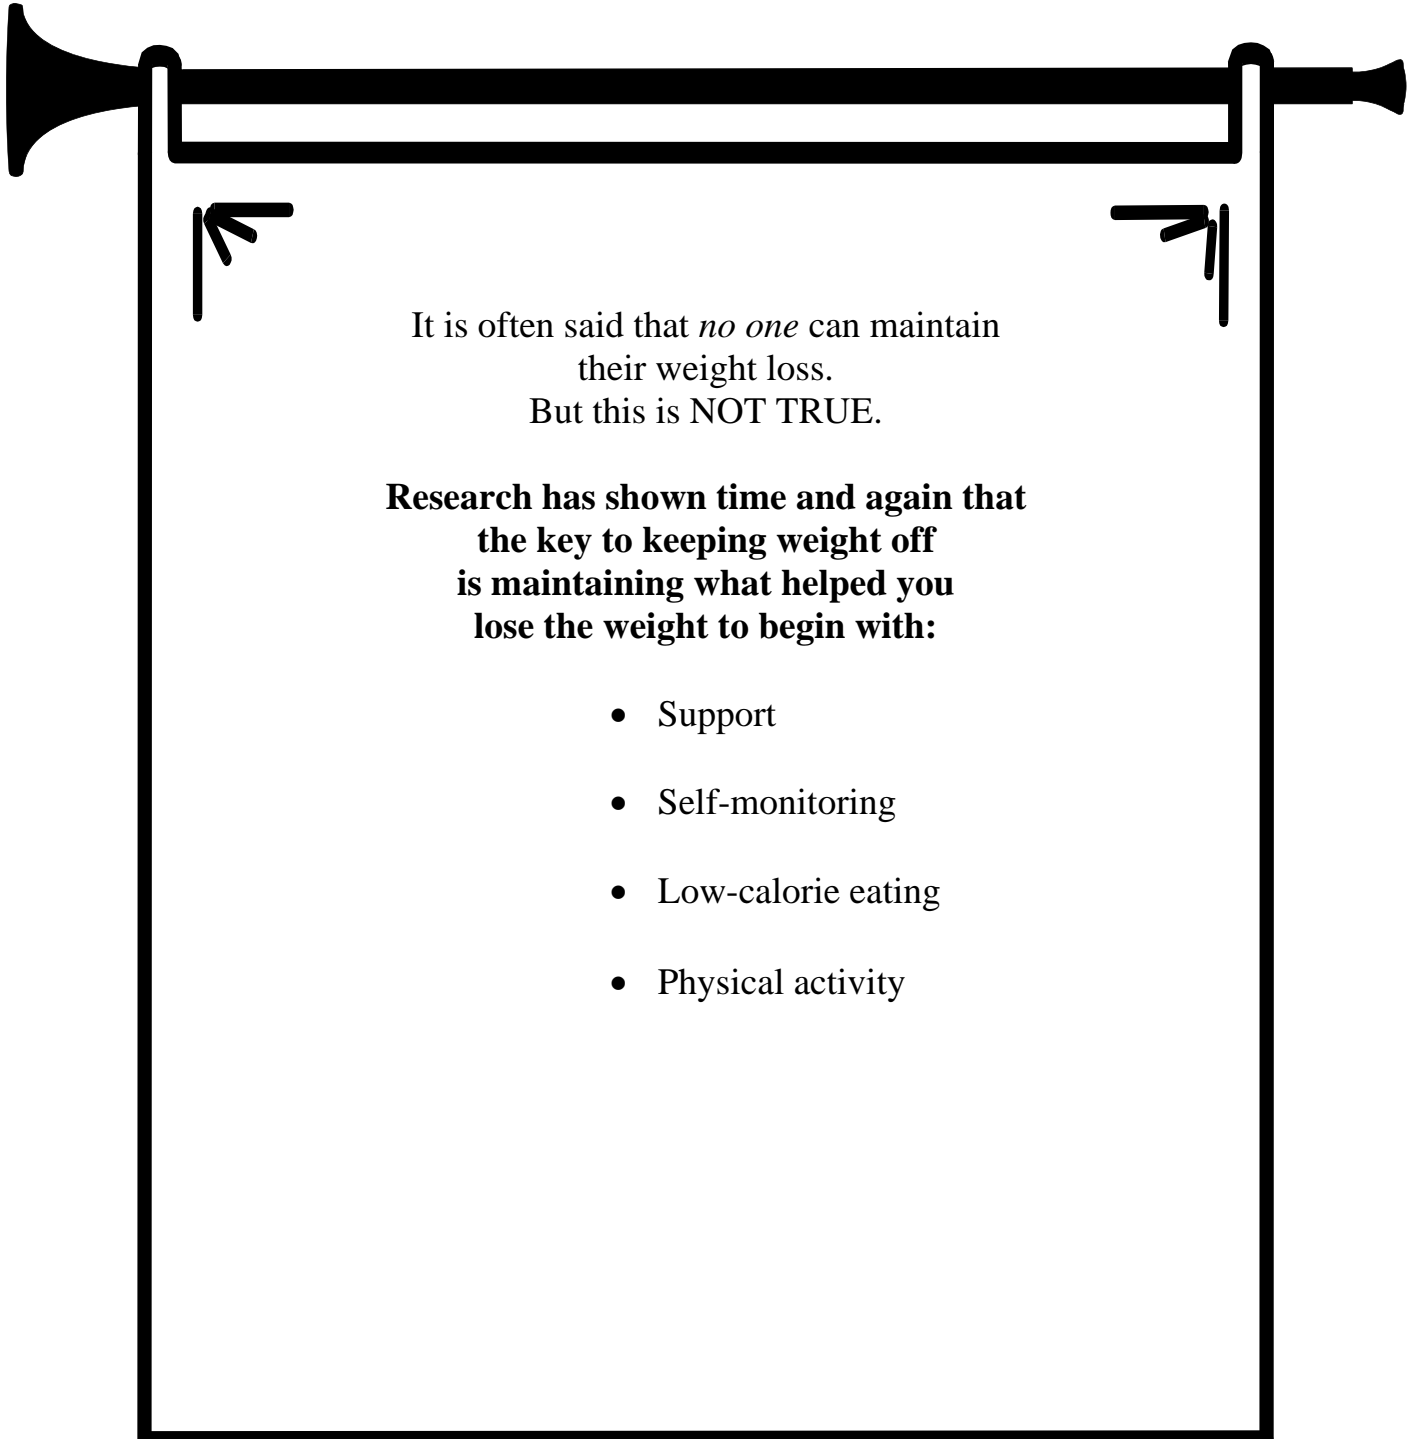 It is often said that no one can maintain
their weight loss.
But this is NOT TRUE.
Research has shown time and again that
the key to keeping weight off
is maintaining what helped you
lose the weight to begin with:
• Support
• Self-monitoring
• Low-calorie eating
• Physical activity